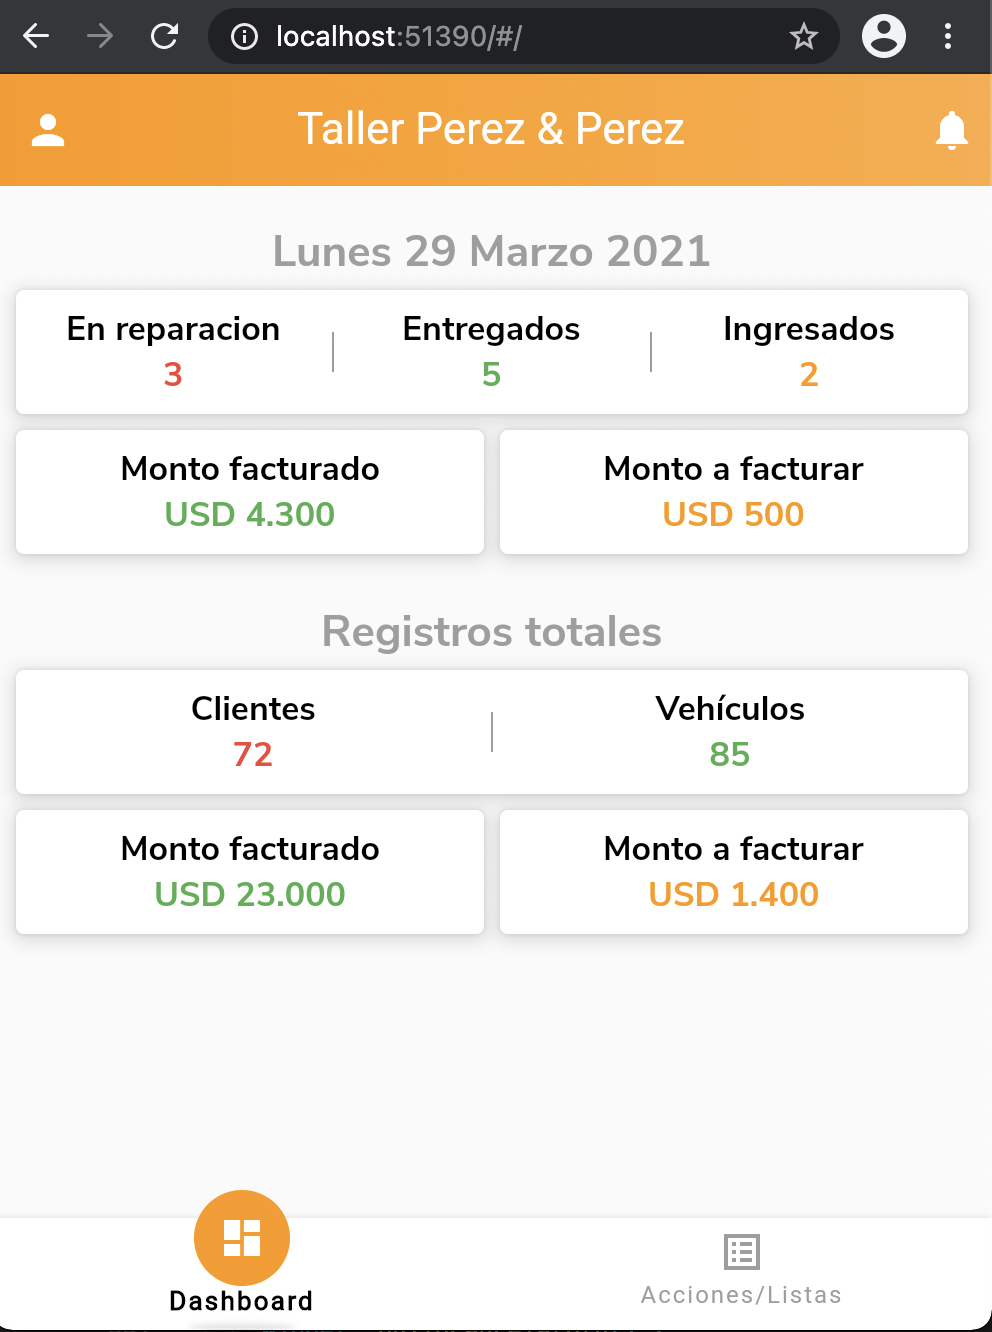 localhost:51390/#/
Taller Perez & Perez
Lunes 29 Marzo 2021
En reparacion Entregados Ingresados
3 5 2
Monto facturado Monto a facturar
USD 4.300 USD 500
Registros totales
Clientes Vehículos
72 85
Monto facturado Monto a facturar
USD 23.000 USD 1.400
Dashboard Acciones/Listas